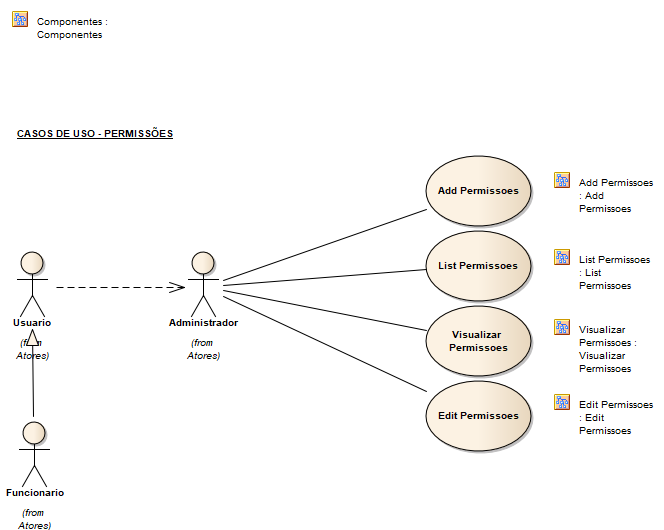 Componentes :
Componentes
CASOS DE USO - PERMISSÕES
Add Permissoes
Add Permissoes
: Add
Permissoes
List Permissoes
List Permissoes
: List
Permissoes
Usuario
(from
Atores)
Administrador
(from
Atores)
Visualizar
Permissoes
Visualizar
Permissoes :
Visualizar
Permissoes
Edit Permissoes
Edit Permissoes
: Edit
Permissoes
Funcionario
(from
Atores)